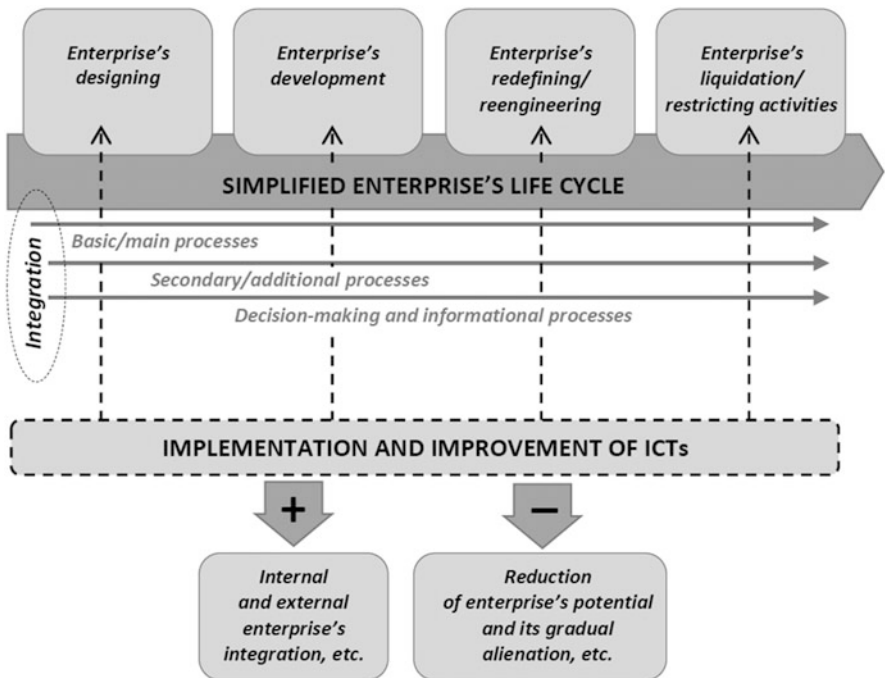 Enterprise's
designing
Enterprise's
development
Enterprise's
redefining/
reengineering
Enterprise's
liquidation/
restricting activities
SIMPLIFIED ENTERPRISE'S LIFE CYCLE
Integration
Basic/main processes
Secondary/additional processes
Decision-making and informational processes
IMPLEMENTATION AND IMPROVEMENT OF ICTs
+
−
Internal
and external
enterprise's
integration, etc.
Reduction
of enterprise's potential
and its gradual
alienation, etc.